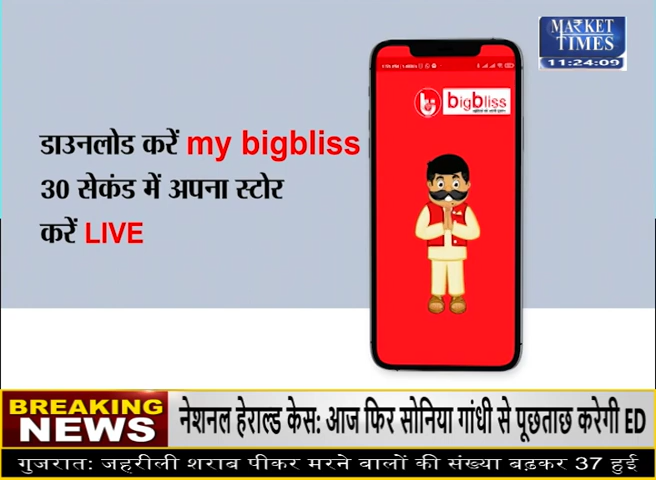 MARKET
TIMES
11:24:09
bigbliss
डाउनलोड करें my bigbliss
30 सेकंड में अपना स्टोर
करें LIVE
BREAKING
NEWS
नेशनल हेराल्ड केस: आज फिर सोनिया गांधी से पूछताछ करेगी ED
गुजरात: जहरीली शराब पीकर मरने वालों की संख्या बढ़कर 37 हुई